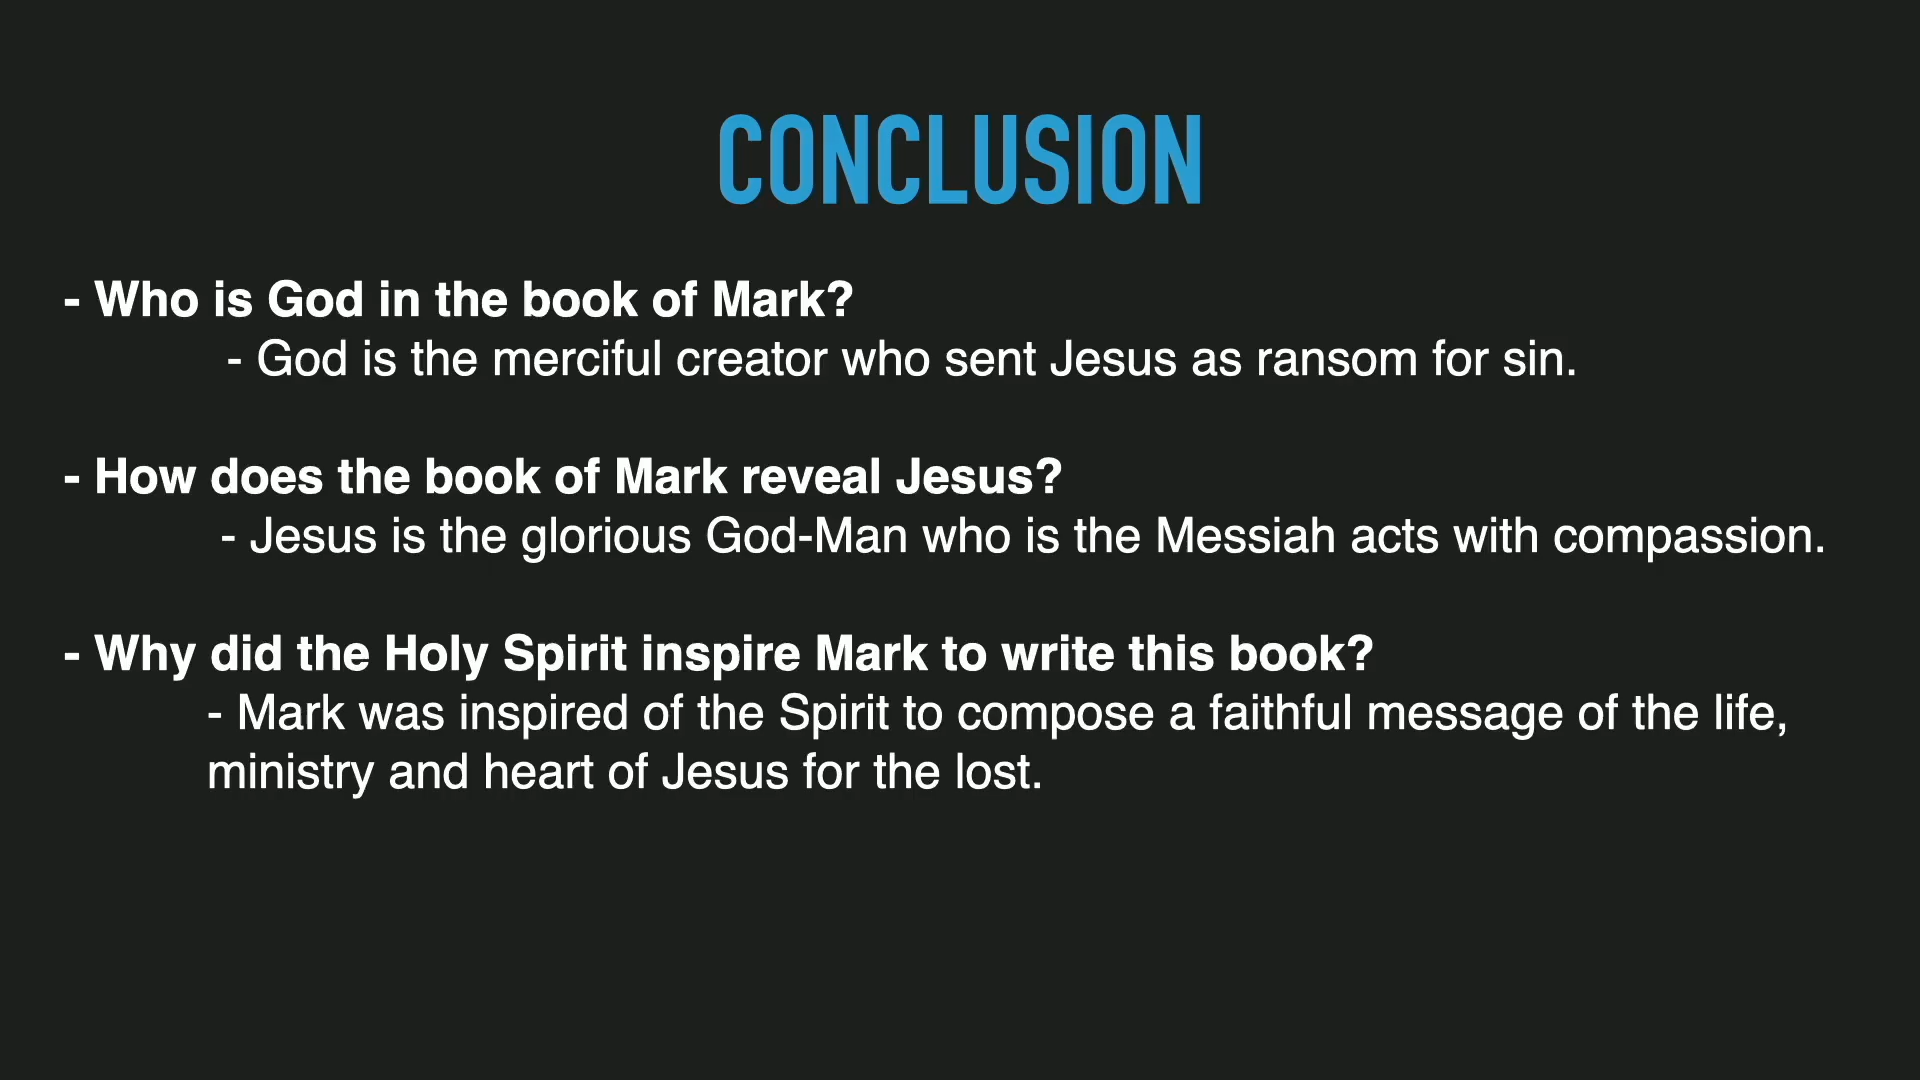 CONCLUSION
- Who is God in the book of Mark?
- God is the merciful creator who sent Jesus as ransom for sin.
- How does the book of Mark reveal Jesus?
- Jesus is the glorious God-Man who is the Messiah acts with compassion.
- Why did the Holy Spirit inspire Mark to write this book?
- Mark was inspired of the Spirit to compose a faithful message of the life,
ministry and heart of Jesus for the lost.